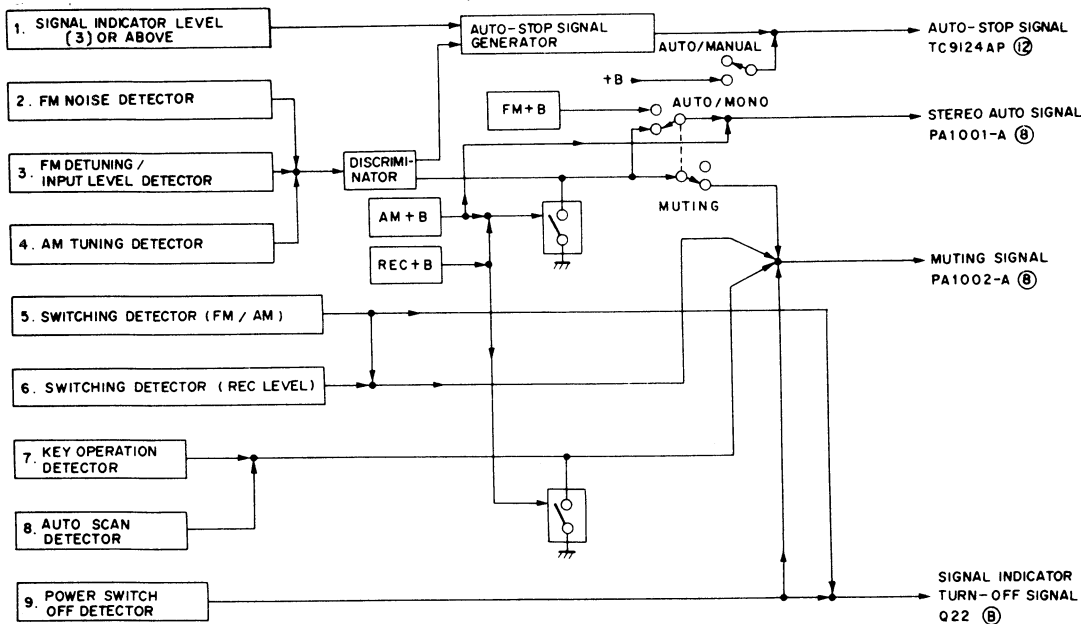 1. SIGNAL INDICATOR LEVEL
(3) OR ABOVE
AUTO-STOP SIGNAL
GENERATOR
AUTO-STOP SIGNAL
TC9124AP ⑫
AUTO/MANUAL
+B
2. FM NOISE DETECTOR
FM+B
AUTO/MONO
STEREO AUTO SIGNAL
PA1001-A ⑧
3. FM DETUNING /
INPUT LEVEL DETECTOR
DISCRIMI-
NATOR
MUTING
4. AM TUNING DETECTOR
AM+B
REC+B
MUTING SIGNAL
PA1002-A ⑧
5. SWITCHING DETECTOR (FM / AM)
6. SWITCHING DETECTOR (REC LEVEL)
7. KEY OPERATION
DETECTOR
8. AUTO SCAN
DETECTOR
9. POWER SWITCH
OFF DETECTOR
SIGNAL INDICATOR
TURN-OFF SIGNAL
Q22 Ⓑ